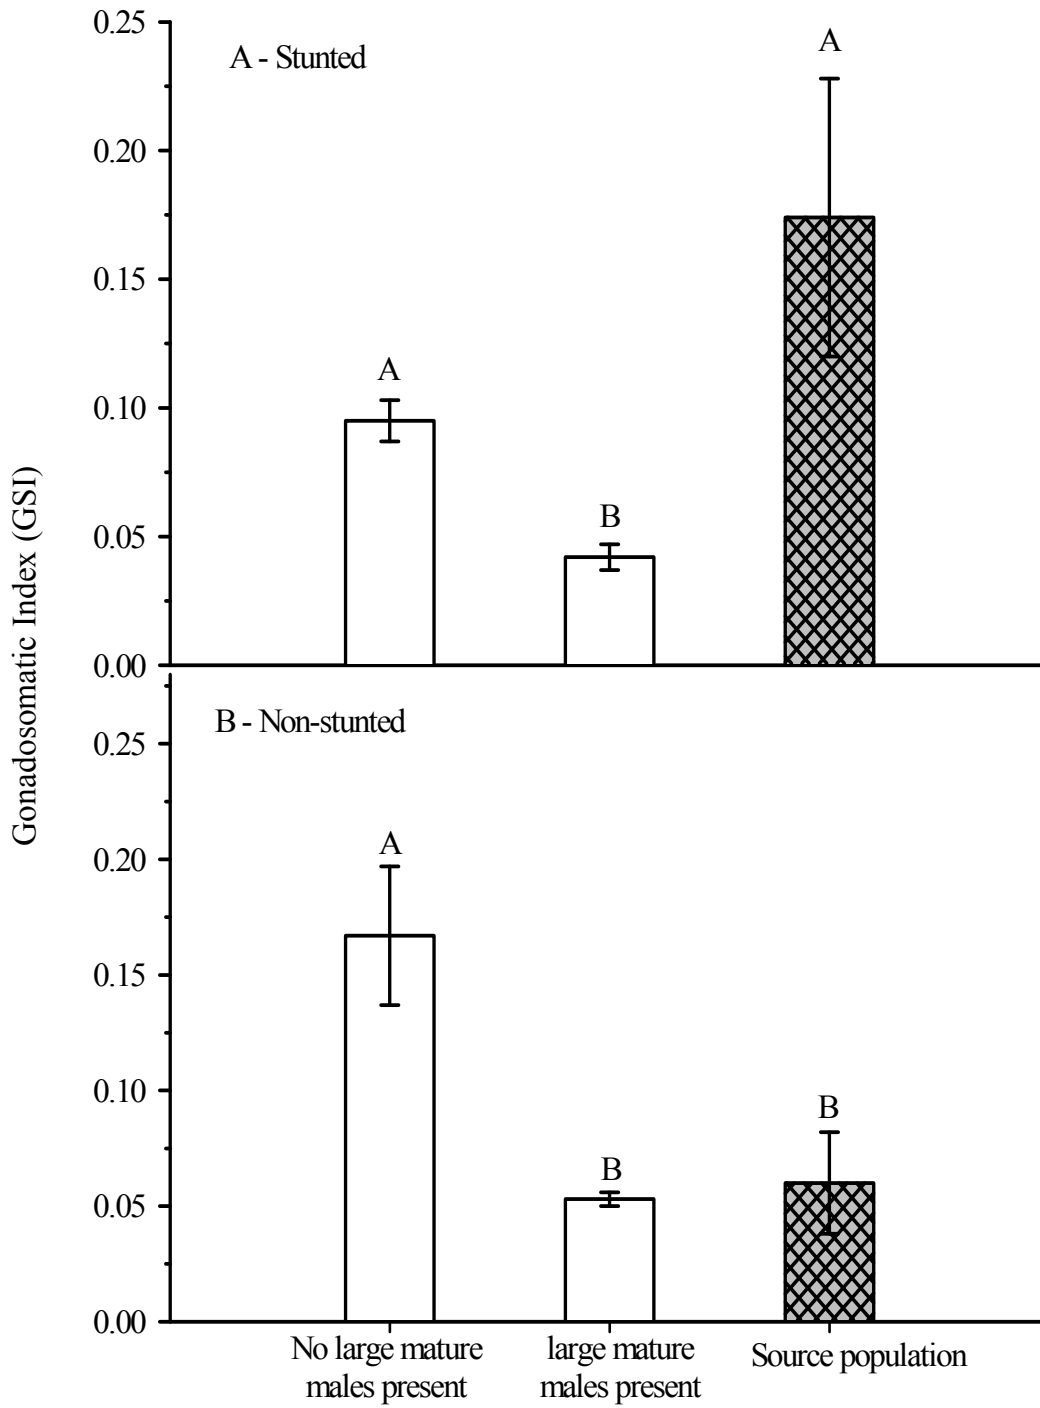 0.25
A - Stunted
A
0.20
0.15
A
0.10
B
0.05
0.00
Gonadosomatic Index (GSI)
B - Non-stunted
0.25
A
0.20
0.15
0.10
B
B
0.05
0.00
No large mature
males present
large mature
males present
Source population